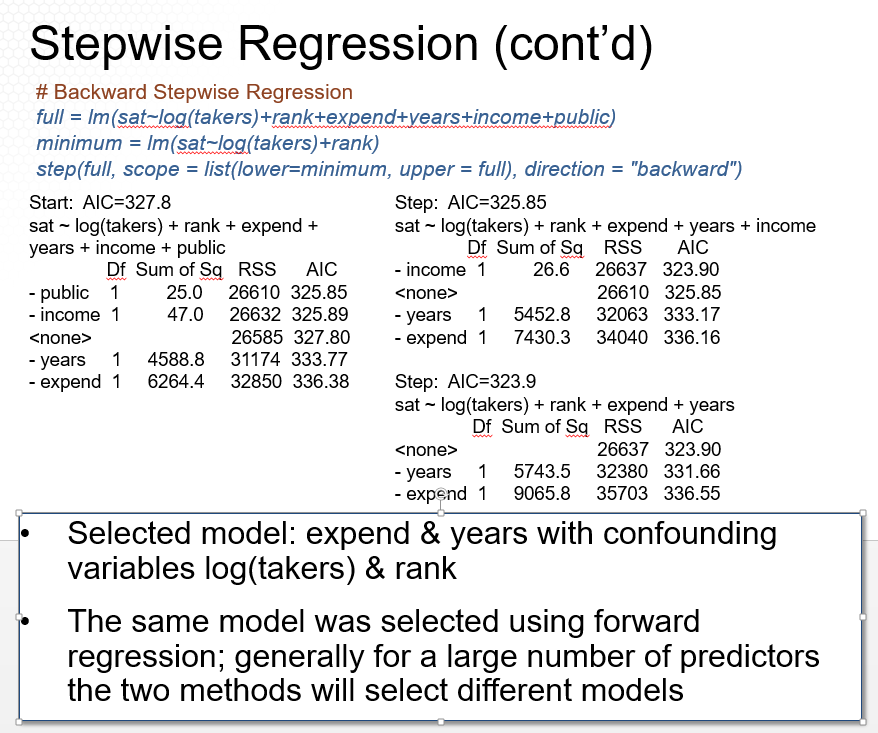 Stepwise Regression (cont’d)
# Backward Stepwise Regression
full = lm(sat~log(takers)+rank+expend+years+income+public)
minimum = lm(sat~log(takers)+rank)
step(full, scope = list(lower=minimum, upper = full), direction = "backward")
Start: AIC=327.8
sat ~ log(takers) + rank + expend +
years + income + public
Df Sum of Sq RSS AIC
- public 1 25.0 26610 325.85
- income 1 47.0 26632 325.89
<none> 26585 327.80
- years 1 4588.8 31174 333.77
- expend 1 6264.4 32850 336.38
Step: AIC=325.85
sat ~ log(takers) + rank + expend + years + income
Df Sum of Sq RSS AIC
- income 1 26.6 26637 323.90
<none> 26610 325.85
- years 1 5452.8 32063 333.17
- expend 1 7430.3 34040 336.16
Step: AIC=323.9
sat ~ log(takers) + rank + expend + years
Df Sum of Sq RSS AIC
<none> 26637 323.90
- years 1 5743.5 32380 331.66
- expend 1 9065.8 35703 336.55
• Selected model: expend & years with confounding
variables log(takers) & rank
• The same model was selected using forward
regression; generally for a large number of predictors
the two methods will select different models